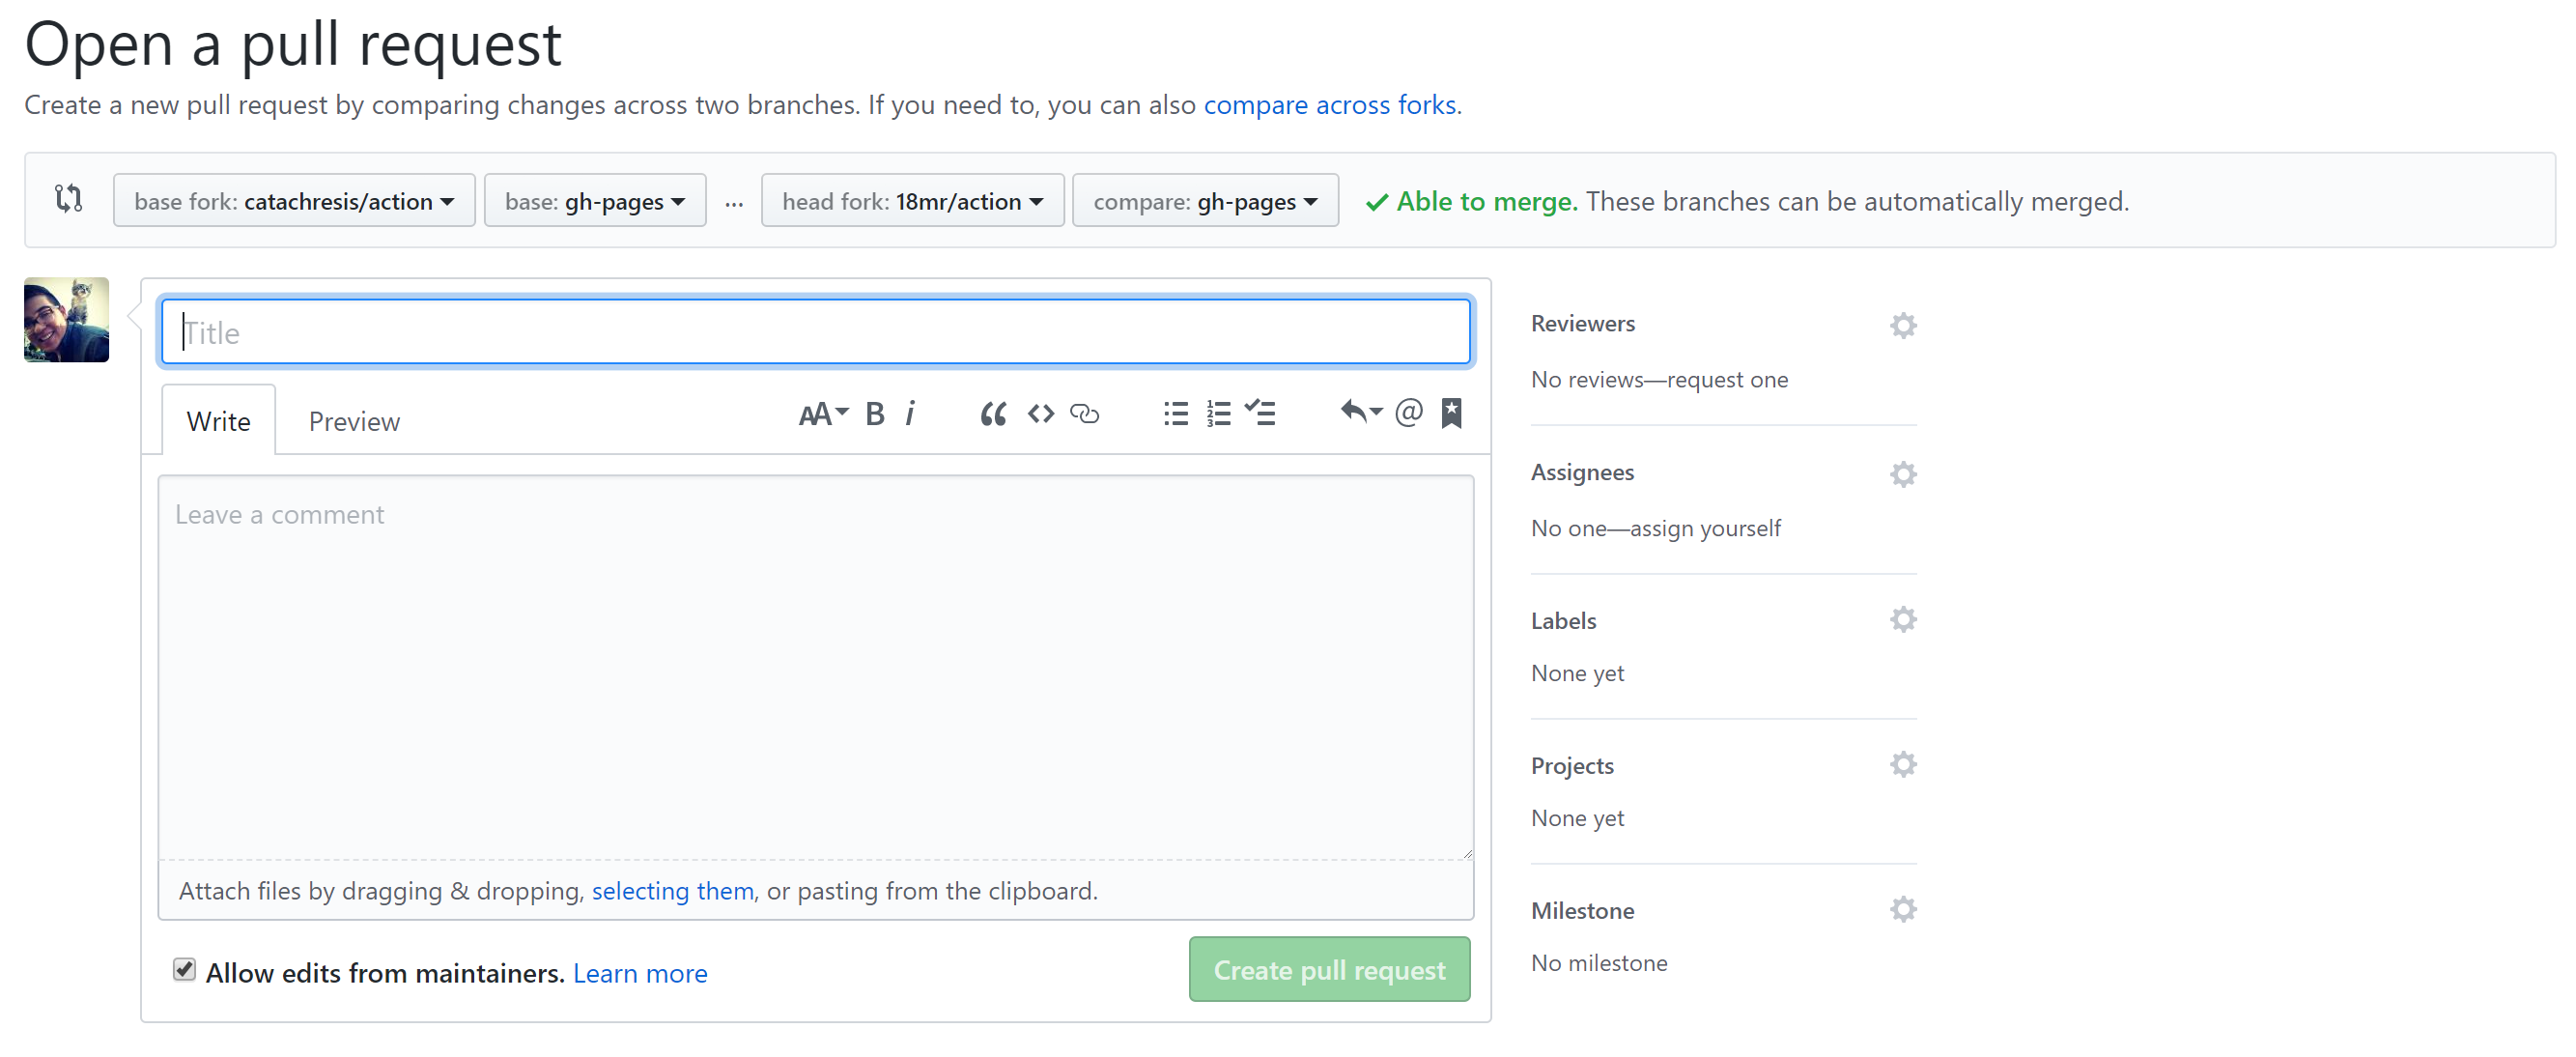 Open a pull request
Create a new pull request by comparing changes across two branches. If you need to, you can also compare across forks.
base fork: catachresis/action base: gh-pages ... head fork: 18mr/action compare: gh-pages Able to merge. These branches can be automatically merged.
Title
Write Preview AA B i “ <> @
Leave a comment
Attach files by dragging & dropping, selecting them, or pasting from the clipboard.
Allow edits from maintainers. Learn more Create pull request
Reviewers
No reviews—request one
Assignees
No one—assign yourself
Labels
None yet
Projects
None yet
Milestone
No milestone